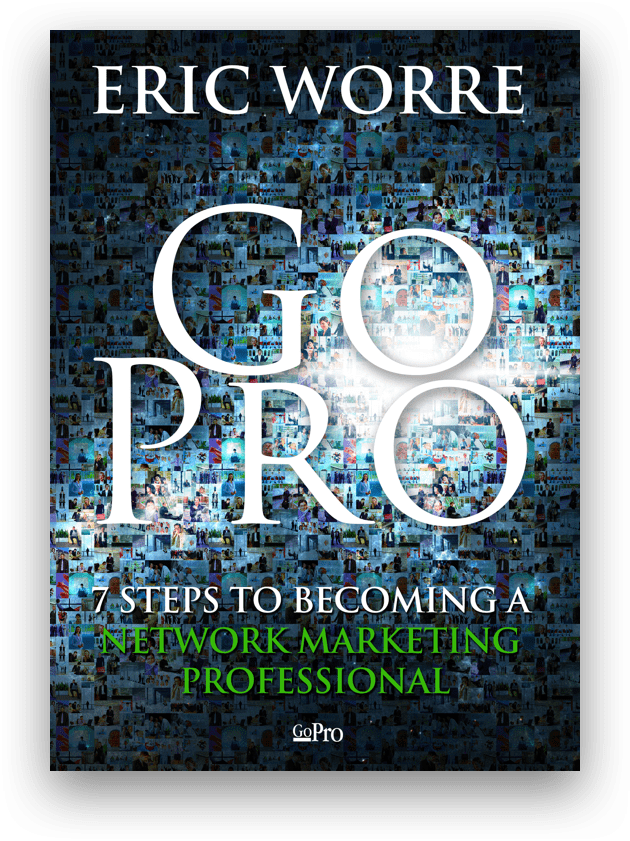 ERIC WORRE
GO
PRO
7 STEPS TO BECOMING A
NETWORK MARKETING
PROFESSIONAL
GoPro